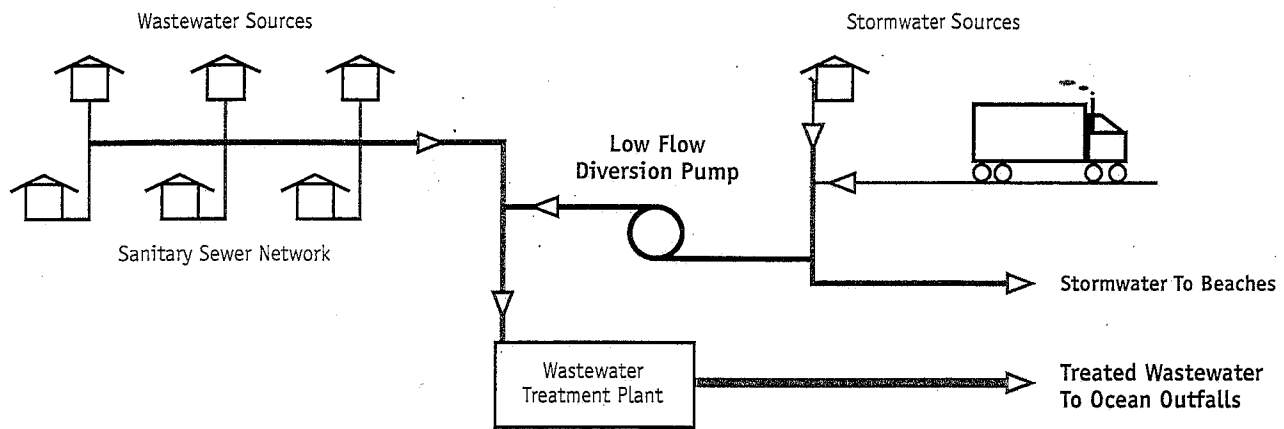 Wastewater Sources
Stormwater Sources
Low Flow
Diversion Pump
Sanitary Sewer Network
Stormwater To Beaches
Wastewater
Treatment Plant
Treated Wastewater
To Ocean Outfalls